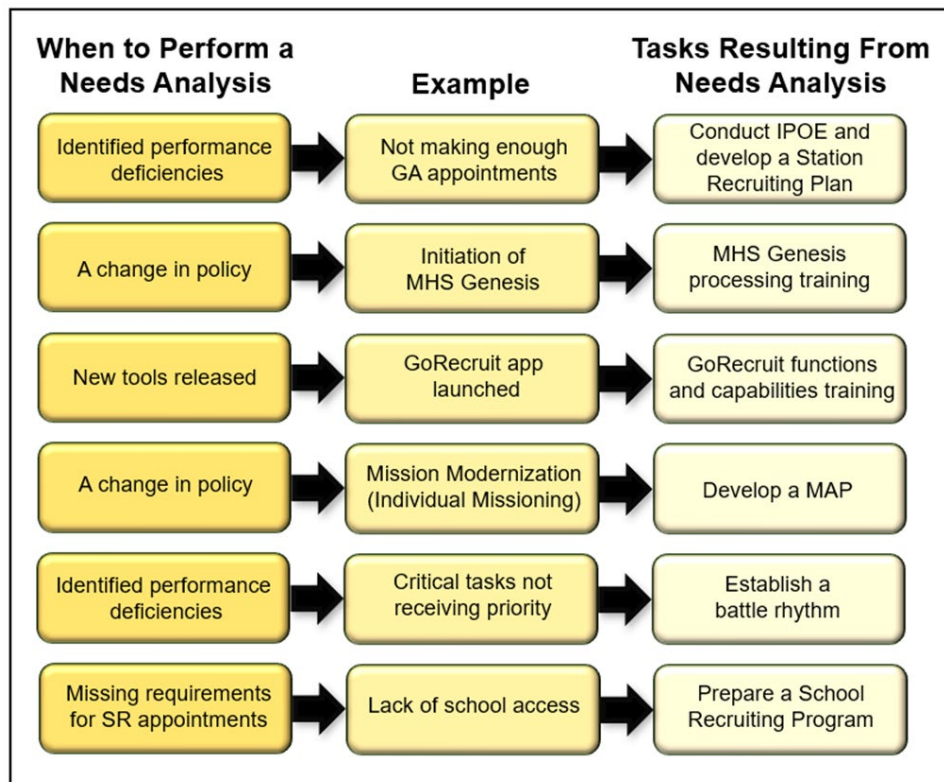 When to Perform a
Needs Analysis
Example
Tasks Resulting From
Needs Analysis
Identified performance
deficiencies
Not making enough
GA appointments
Conduct IPOE and
develop a Station
Recruiting Plan
A change in policy
Initiation of
MHS Genesis
MHS Genesis
processing training
New tools released
GoRecruit app
launched
GoRecruit functions
and capabilities training
A change in policy
Mission Modernization
(Individual Missioning)
Develop a MAP
Identified performance
deficiencies
Critical tasks not
receiving priority
Establish a
battle rhythm
Missing requirements
for SR appointments
Lack of school access
Prepare a School
Recruiting Program